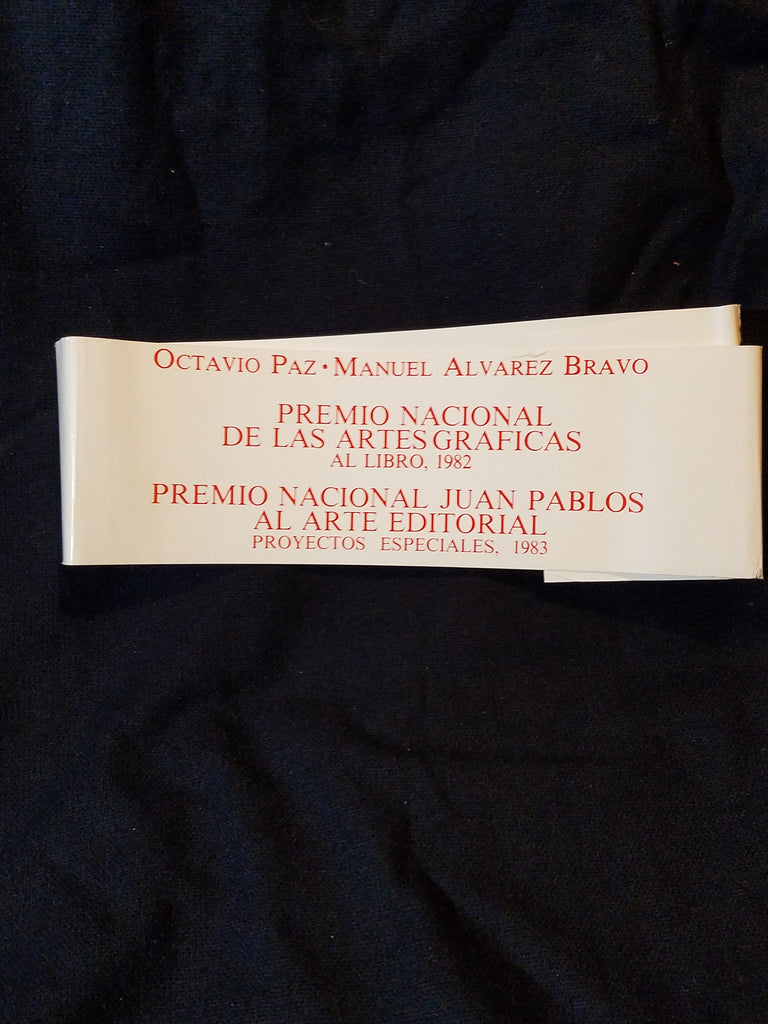 OCTAVIO PAZ • MANUEL ALVAREZ BRAVO
PREMIO NACIONAL
DE LAS ARTES GRAFICAS
AL LIBRO, 1982
PREMIO NACIONAL JUAN PABLOS
AL ARTE EDITORIAL
PROYECTOS ESPECIALES, 1983